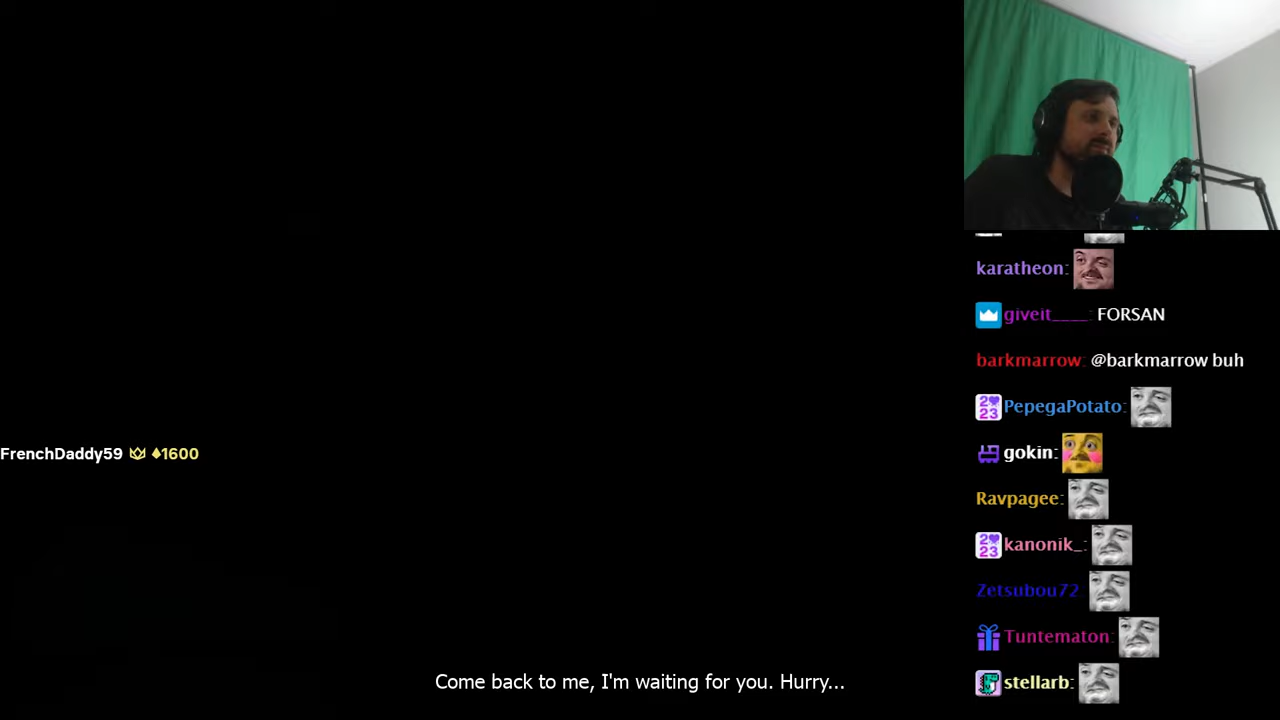 karatheon:
giveit____: FORSAN
barkmarrow: @barkmarrow buh
PepegaPotato:
FrenchDaddy59 1600
gokin:
Ravpagee:
kanonik_:
Zetsubou72:
Tuntematon:
stellarb:
Come back to me, I'm waiting for you. Hurry...